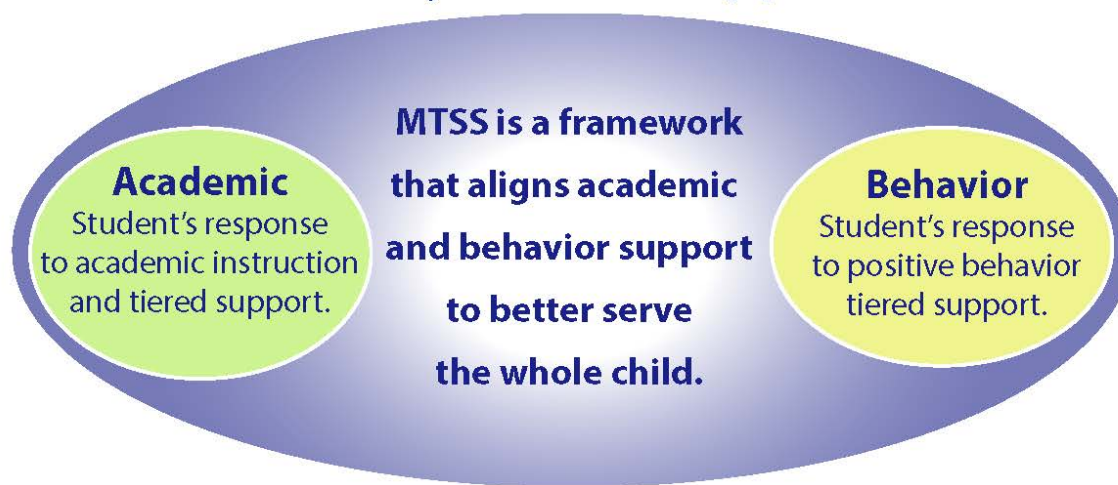 Academic
Student’s response
to academic instruction
and tiered support.
MTSS is a framework
that aligns academic
and behavior support
to better serve
the whole child.
Behavior
Student’s response
to positive behavior
tiered support.